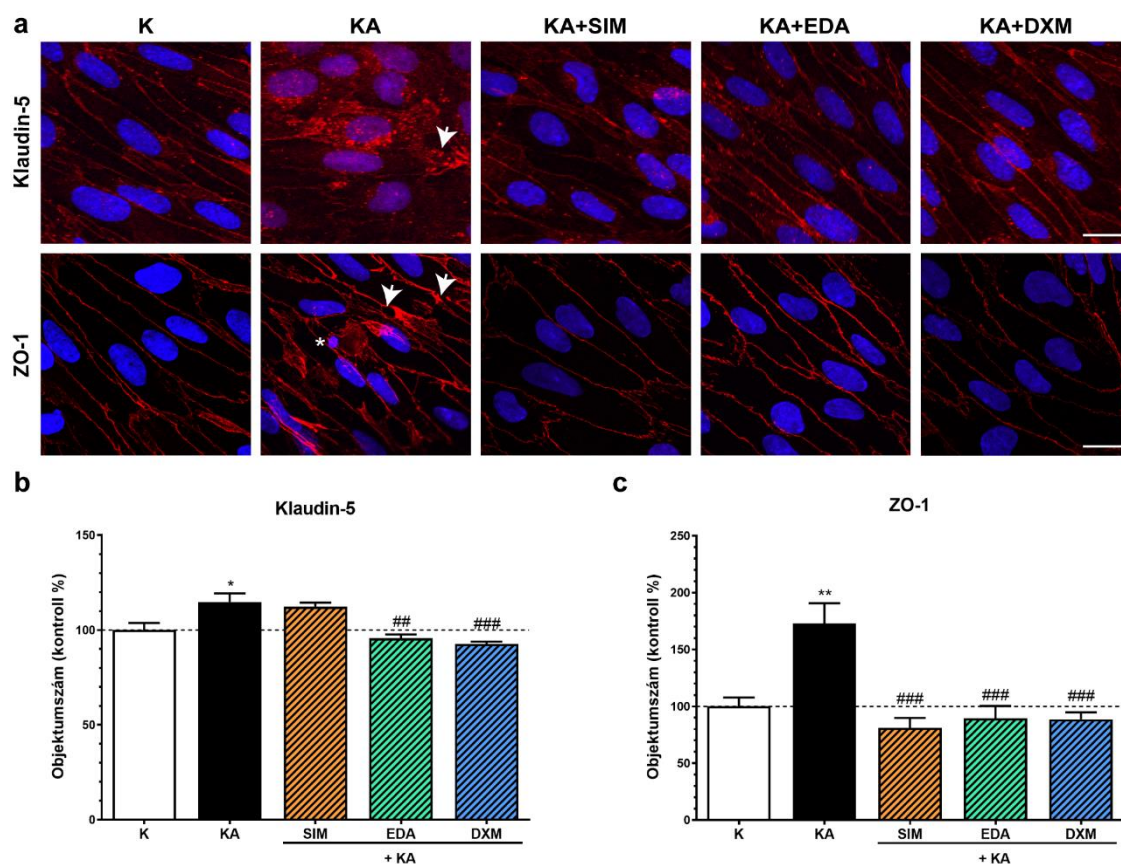 a
K KA KA+SIM KA+EDA KA+DXM
Klaudin-5
ZO-1
*
b
Klaudin-5
Objektumszám (kontroll %)
150
100
50
0
*
##
###
K KA SIM EDA DXM
+ KA
c
ZO-1
Objektumszám (kontroll %)
250
200
150
100
50
0
**
###
###
###
K KA SIM EDA DXM
+ KA